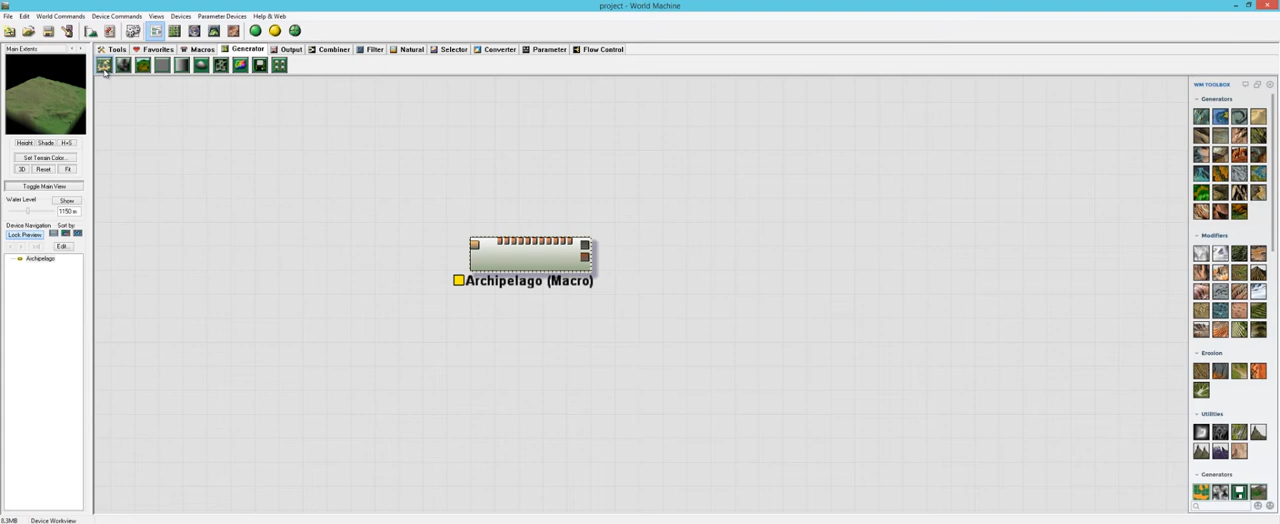 project - World Machine
File Edit World Commands Device Commands Views Devices Parameter Devices Help & Web
Main Extents
Tools Favorites Macros Generator Output Combiner Filter Natural Selector Converter Parameter Flow Control
Height Shade H+S
Set Terrain Color...
3D Reset Fit
Toggle Main View
Water Level Show
1150 m
Device Navigation Sort by:
Lock Preview
Edit...
Archipelago
Archipelago (Macro)
WM TOOLBOX
Generators
Modifiers
Erosion
Utilities
Generators
8.3MB Device Workview